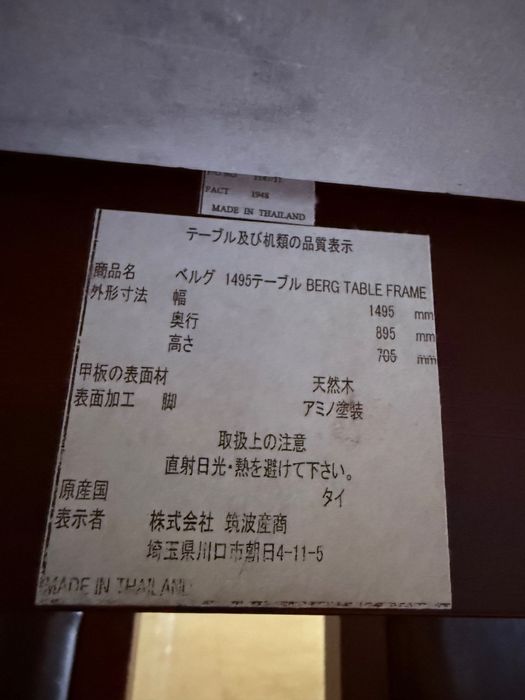 FACT 1948
MADE IN THAILAND
テーブル及び机類の品質表示
商品名 ベルグ 1495テーブル BERG TABLE FRAME
外形寸法 幅 1495 mm
奥行 895 mm
高さ 705 mm
甲板の表面材 天然木
表面加工 脚 アミノ塗装
取扱上の注意
直射日光・熱を避けて下さい。
原産国 タイ
表示者 株式会社 筑波産商
埼玉県川口市朝日4-11-5
MADE IN THAILAND